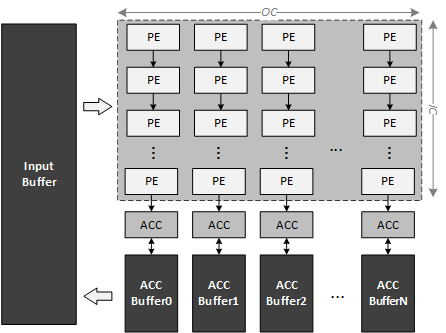 OC
PE PE PE PE
PE PE PE PE
IC
PE PE PE PE
... ... ... ... ...
Input
Buffer
PE PE PE PE
ACC ACC ACC ACC
ACC
Buffer0
ACC
Buffer1
ACC
Buffer2
...
ACC
BufferN